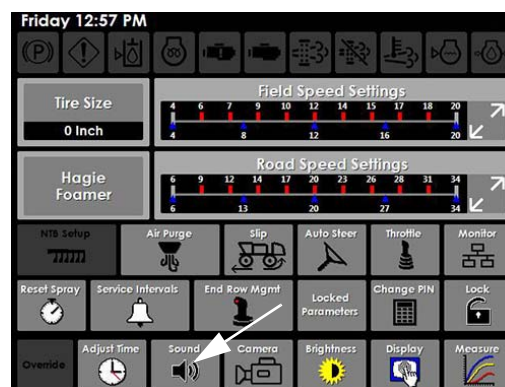 Friday 12:57 PM
(P)
Tire Size
0 Inch
Field Speed Settings
4 6 7 9 10 12 14 15 17 18 20
4 8 12 16 20
Hagie
Foamer
Road Speed Settings
6 9 12 14 17 20 23 26 28 31 34
6 13 20 27 34
NTB Setup
Air Purge
Slip
Auto Steer
Throttle
Monitor
Reset Spray
Service Intervals
End Row Mgmt
Locked
Parameters
Change PIN
Lock
Override
Adjust Time
Sound
Camera
Brightness
Display
Measure